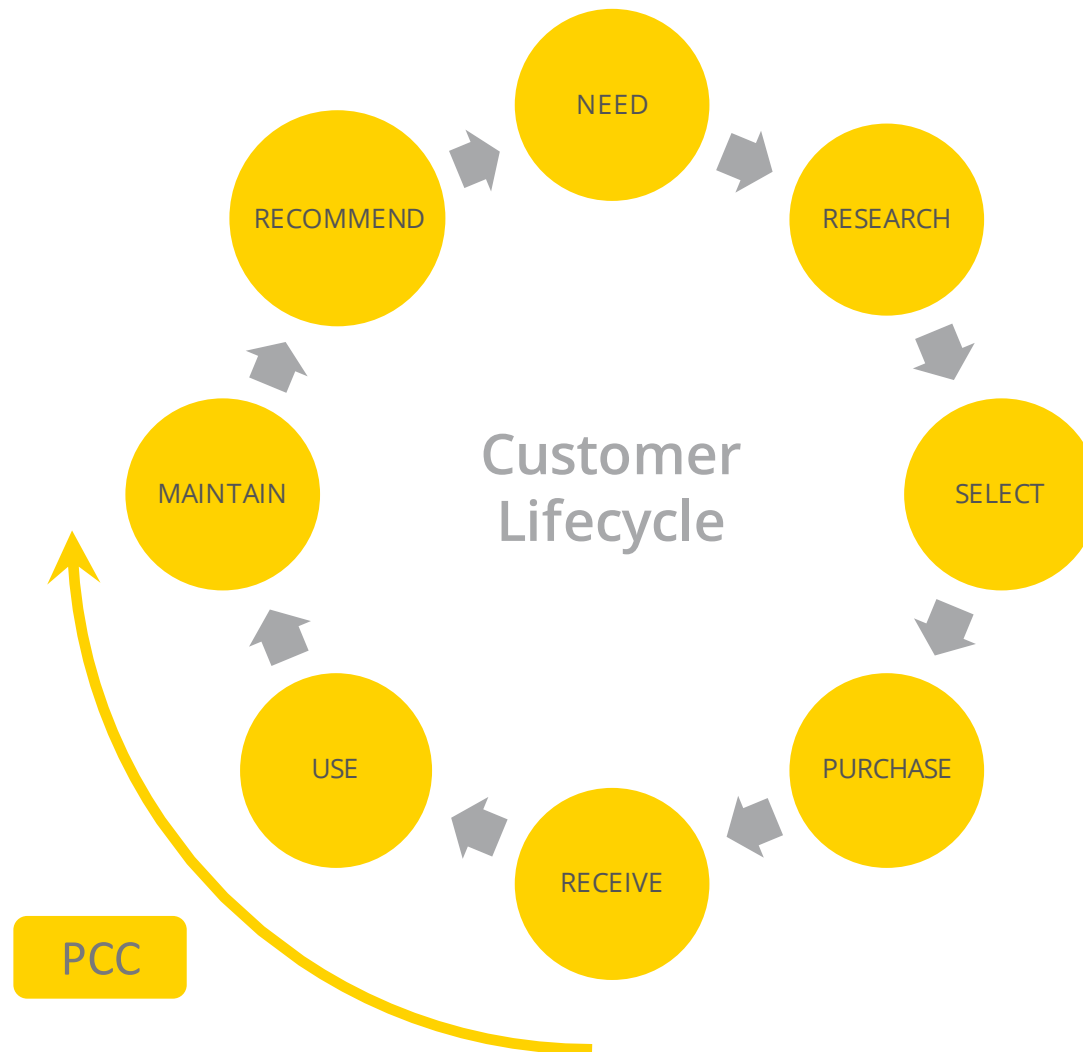 NEED
RESEARCH
SELECT
PURCHASE
RECEIVE
USE
MAINTAIN
RECOMMEND
Customer
Lifecycle
PCC